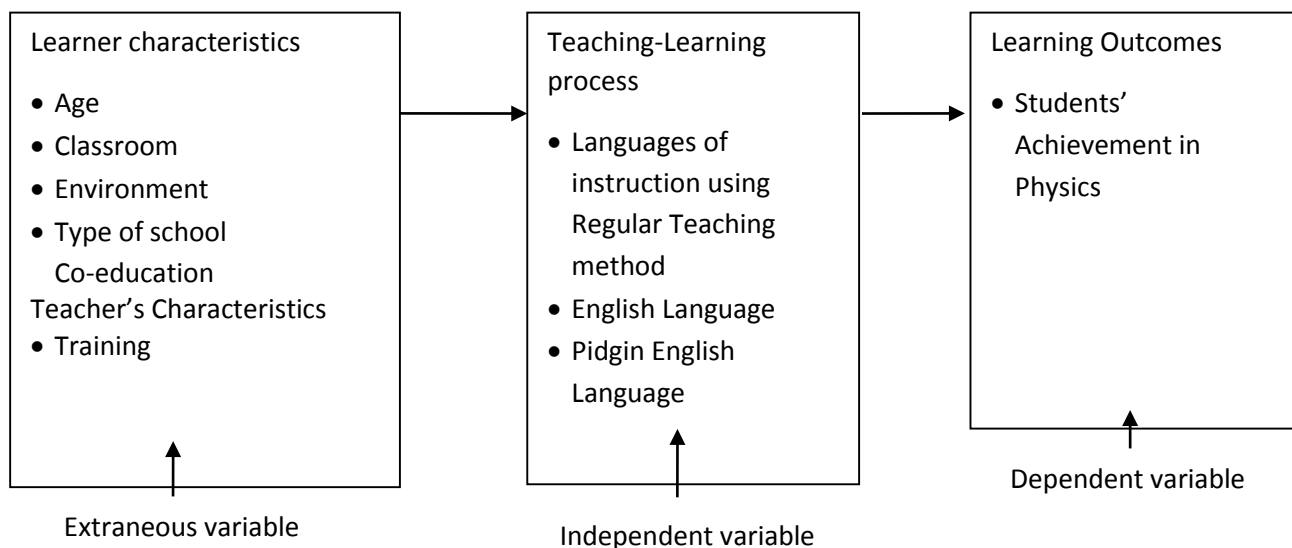 Learner characteristics
• Age
• Classroom
• Environment
• Type of school
Co-education
Teacher’s Characteristics
• Training
Extraneous variable
Teaching-Learning
process
• Languages of
instruction using
Regular Teaching
method
• English Language
• Pidgin English
Language
Independent variable
Learning Outcomes
• Students’
Achievement in
Physics
Dependent variable